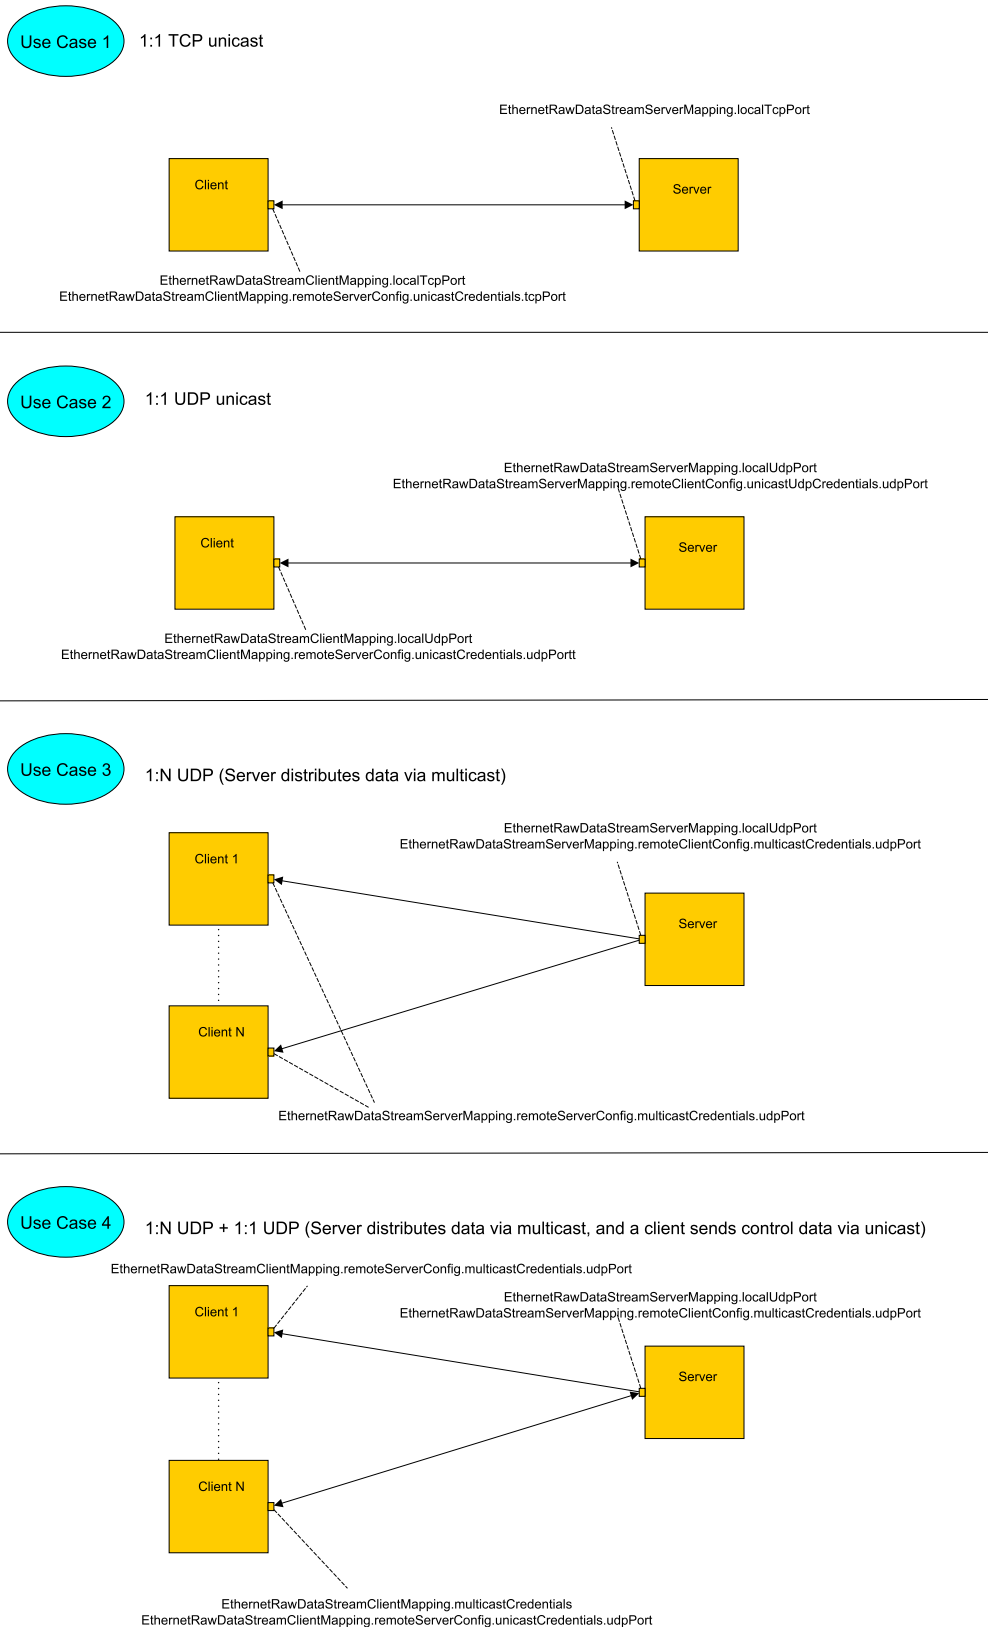 Use Case 1
1:1 TCP unicast
EthernetRawDataStreamServerMapping.localTcpPort
Client
Server
EthernetRawDataStreamClientMapping.localTcpPort
EthernetRawDataStreamClientMapping.remoteServerConfig.unicastCredentials.tcpPort
Use Case 2
1:1 UDP unicast
EthernetRawDataStreamServerMapping.localUdpPort
EthernetRawDataStreamServerMapping.remoteClientConfig.unicastUdpCredentials.udpPort
Client
Server
EthernetRawDataStreamClientMapping.localUdpPort
EthernetRawDataStreamClientMapping.remoteServerConfig.unicastCredentials.udpPortt
Use Case 3
1:N UDP (Server distributes data via multicast)
EthernetRawDataStreamServerMapping.localUdpPort
EthernetRawDataStreamServerMapping.remoteClientConfig.multicastCredentials.udpPort
Client 1
Server
Client N
EthernetRawDataStreamServerMapping.remoteServerConfig.multicastCredentials.udpPort
Use Case 4
1:N UDP + 1:1 UDP (Server distributes data via multicast, and a client sends control data via unicast)
EthernetRawDataStreamClientMapping.remoteServerConfig.multicastCredentials.udpPort
EthernetRawDataStreamServerMapping.localUdpPort
EthernetRawDataStreamServerMapping.remoteClientConfig.multicastCredentials.udpPort
Client 1
Server
Client N
EthernetRawDataStreamClientMapping.multicastCredentials
EthernetRawDataStreamClientMapping.remoteServerConfig.unicastCredentials.udpPort